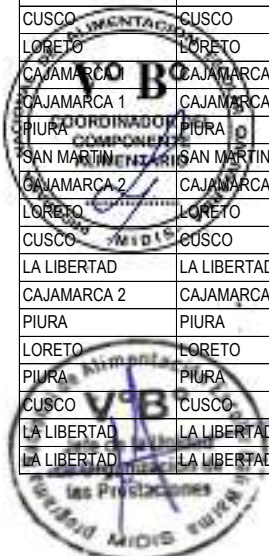 CUSCO CUSCO
LORETO LORETO
CAJAMARCA 1 CAJAMARCA
CAJAMARCA 1 CAJAMARCA
PIURA PIURA
SAN MARTIN SAN MARTIN
CAJAMARCA 2 CAJAMARCA
LORETO LORETO
CUSCO CUSCO
LA LIBERTAD LA LIBERTAD
CAJAMARCA 2 CAJAMARCA
PIURA PIURA
LORETO LORETO
PIURA PIURA
CUSCO CUSCO
LA LIBERTAD LA LIBERTAD
LA LIBERTAD LA LIBERTAD
V° B°
COORDINADOR DEL
COMPONENTE
ALIMENTARIO
MIDIS
V° B°
las Prestaciones
MIDIS